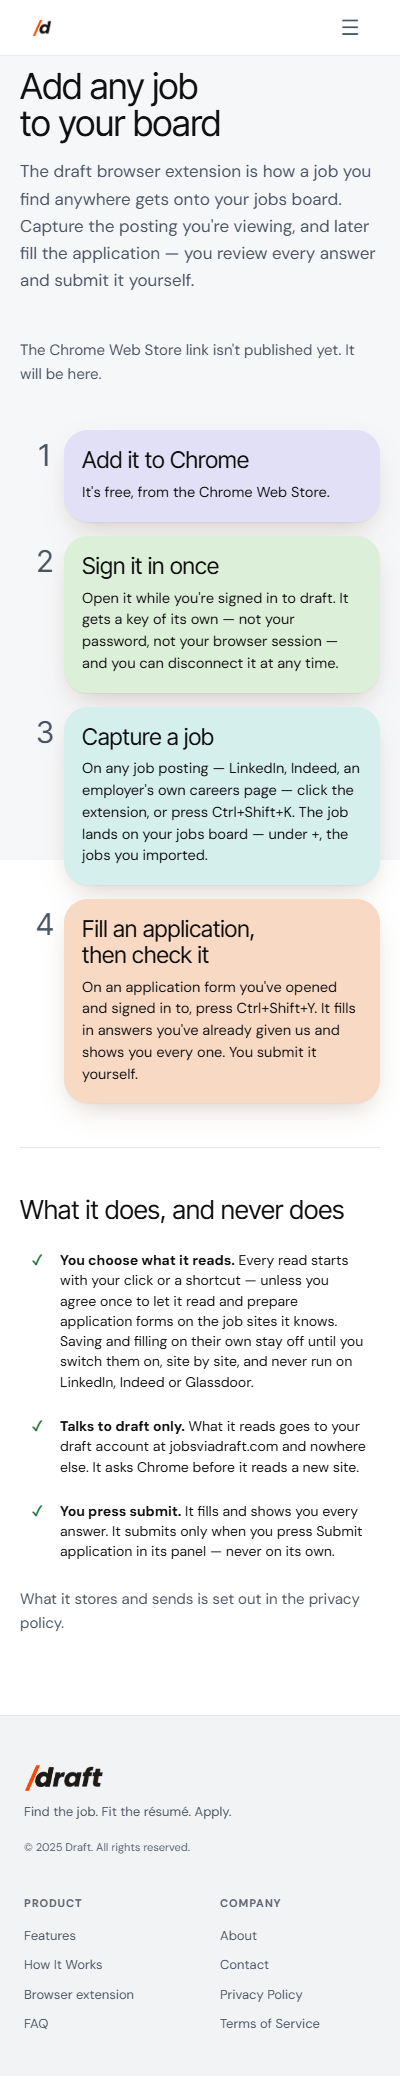 /d
Add any job
to your board
The draft browser extension is how a job you
find anywhere gets onto your jobs board.
Capture the posting you're viewing, and later
fill the application — you review every answer
and submit it yourself.
The Chrome Web Store link isn't published yet. It
will be here.
1
Add it to Chrome
It's free, from the Chrome Web Store.
2
Sign it in once
Open it while you're signed in to draft. It
gets a key of its own — not your
password, not your browser session —
and you can disconnect it at any time.
3
Capture a job
On any job posting — LinkedIn, Indeed, an
employer's own careers page — click the
extension, or press Ctrl+Shift+K. The job
lands on your jobs board — under +, the
jobs you imported.
4
Fill an application,
then check it
On an application form you've opened
and signed in to, press Ctrl+Shift+Y. It fills
in answers you've already given us and
shows you every one. You submit it
yourself.
What it does, and never does
✓ You choose what it reads. Every read starts
with your click or a shortcut — unless you
agree once to let it read and prepare
application forms on the job sites it knows.
Saving and filling on their own stay off until you
switch them on, site by site, and never run on
LinkedIn, Indeed or Glassdoor.
✓ Talks to draft only. What it reads goes to your
draft account at jobsviadraft.com and nowhere
else. It asks Chrome before it reads a new site.
✓ You press submit. It fills and shows you every
answer. It submits only when you press Submit
application in its panel — never on its own.
What it stores and sends is set out in the privacy
policy.
/draft
Find the job. Fit the résumé. Apply.
© 2025 Draft. All rights reserved.
PRODUCT
Features
How It Works
Browser extension
FAQ
COMPANY
About
Contact
Privacy Policy
Terms of Service